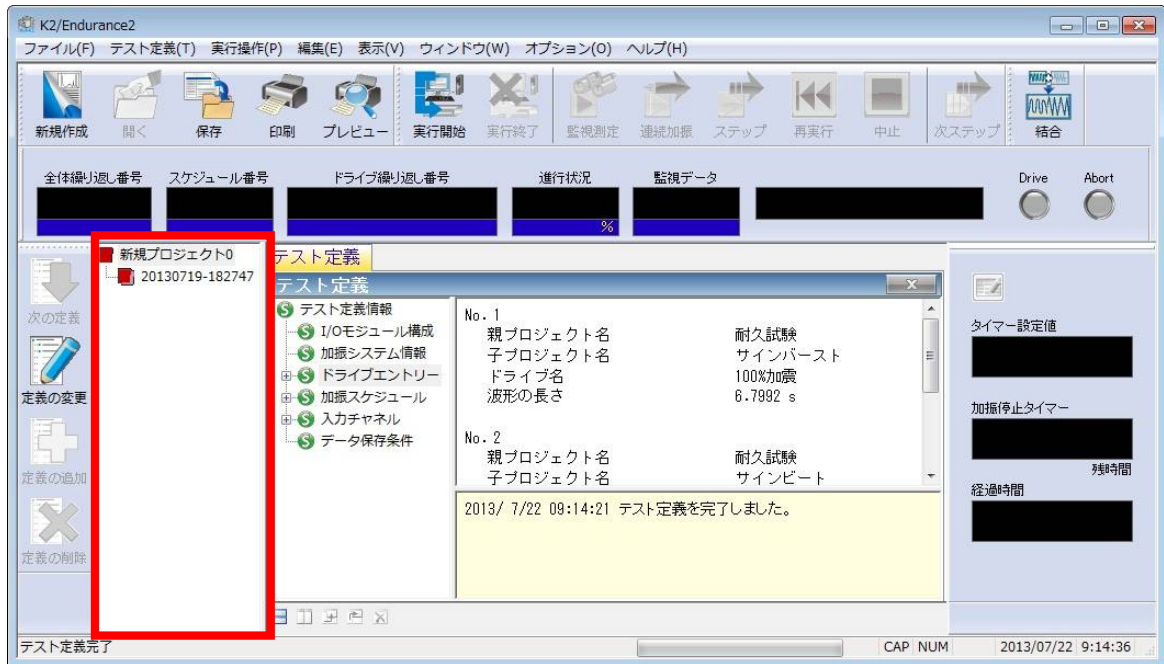 K2/Endurance2
ファイル(F) テスト定義(T) 実行操作(P) 編集(E) 表示(V) ウィンドウ(W) オプション(O) ヘルプ(H)
新規作成 開く 保存 印刷 プレビュー 実行開始 実行終了 監視測定 連続加振 ステップ 再実行 中止 次ステップ 結合
全体繰り返し番号 スケジュール番号 ドライブ繰り返し番号 進行状況 監視データ Drive Abort
%
次の定義
定義の変更
定義の追加
定義の削除
新規プロジェクト0
20130719-182747
テスト定義
テスト定義
テスト定義情報
I/Oモジュール構成
加振システム情報
ドライブエントリー
加振スケジュール
入力チャネル
データ保存条件
No. 1
親プロジェクト名 耐久試験
子プロジェクト名 サインバースト
ドライブ名 100%加震
波形の長さ 6.7992 s
No. 2
親プロジェクト名 耐久試験
子プロジェクト名 サインビート
2013/ 7/22 09:14:21 テスト定義を完了しました。
タイマー設定値
加振停止タイマー
残時間
経過時間
テスト定義完了 CAP NUM 2013/07/22 9:14:36